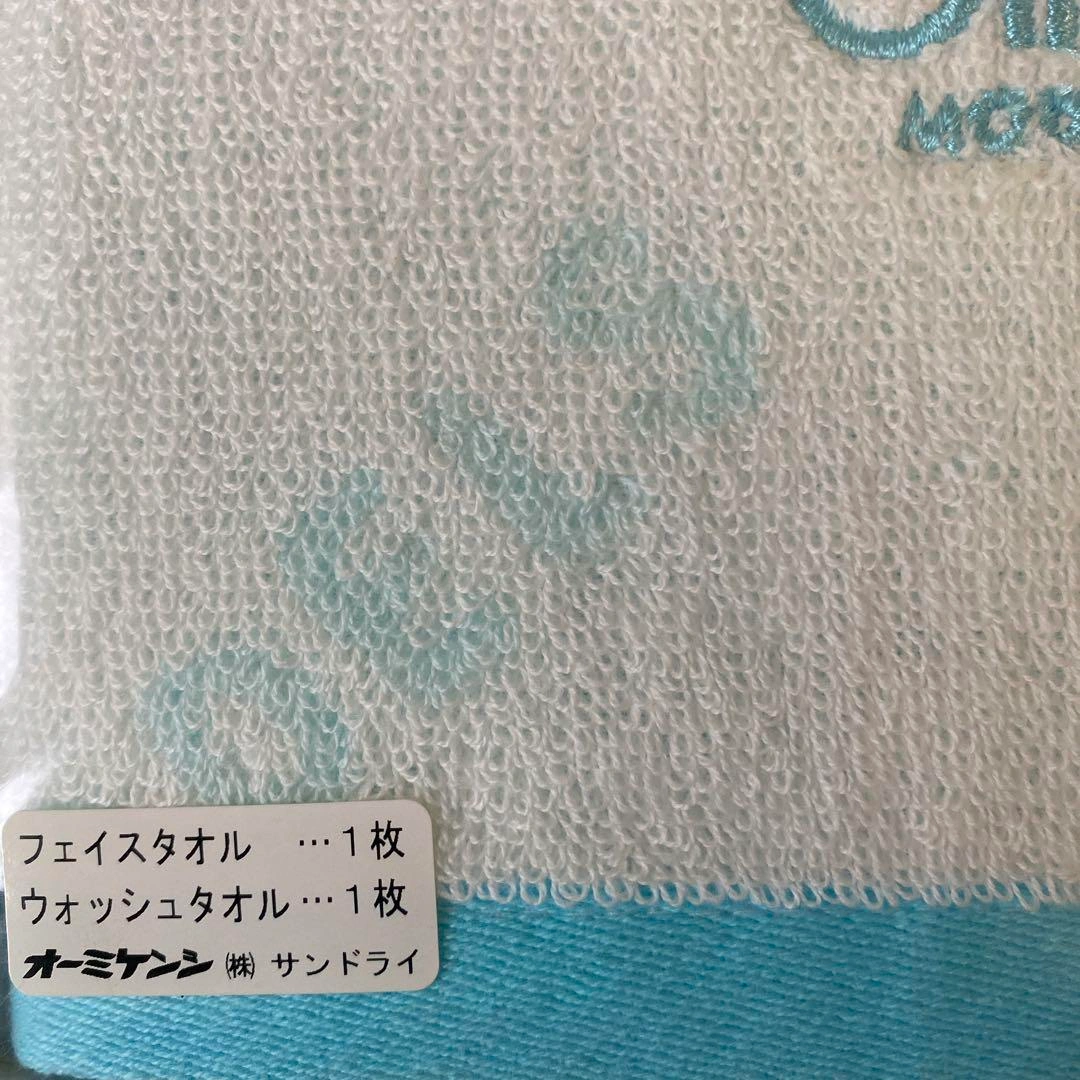 フェイスタオル …1枚
ウォッシュタオル…1枚
オーミケンシ㈱ サンドライ